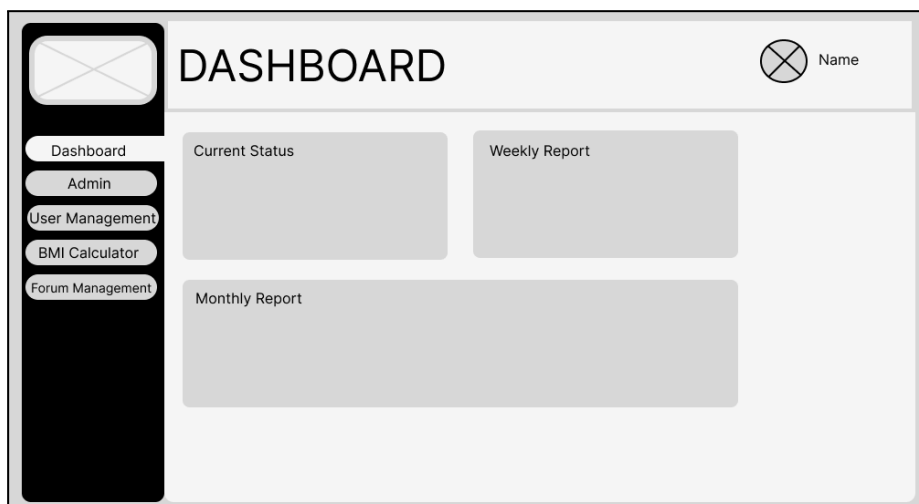 DASHBOARD
Name
Dashboard
Admin
User Management
BMI Calculator
Forum Management
Current Status
Weekly Report
Monthly Report